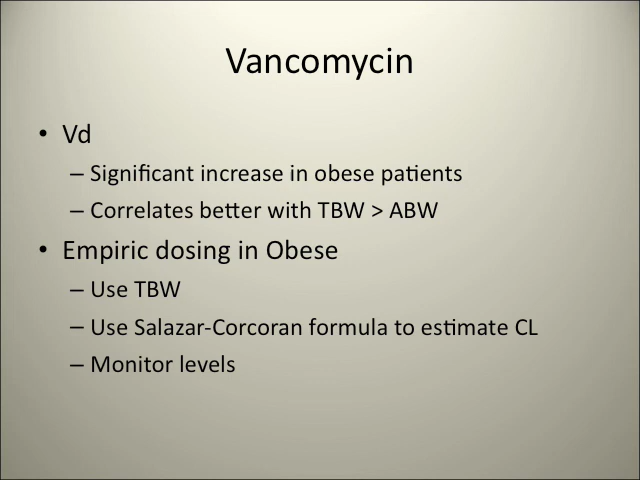 Vancomycin
• Vd
– Significant increase in obese patients
– Correlates better with TBW > ABW
• Empiric dosing in Obese
– Use TBW
– Use Salazar-Corcoran formula to estimate CL
– Monitor levels